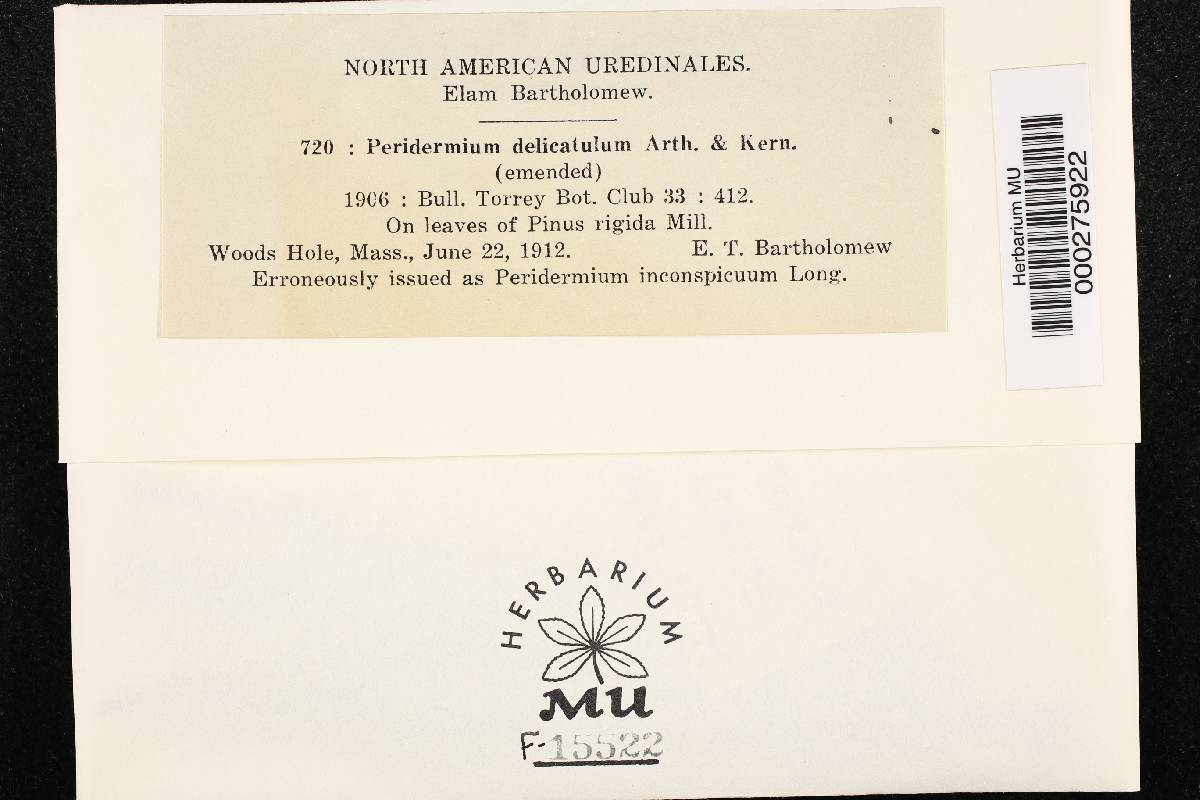 NORTH AMERICAN UREDINALES.
Elam Bartholomew.
720 : Peridermium delicatulum Arth. & Kern.
(emended)
1906 : Bull. Torrey Bot. Club 33 : 412.
On leaves of Pinus rigida Mill.
Woods Hole, Mass., June 22, 1912. E. T. Bartholomew
Erroneously issued as Peridermium inconspicuum Long.
Herbarium MU
000275922
HERBARIUM
MU
F-15522